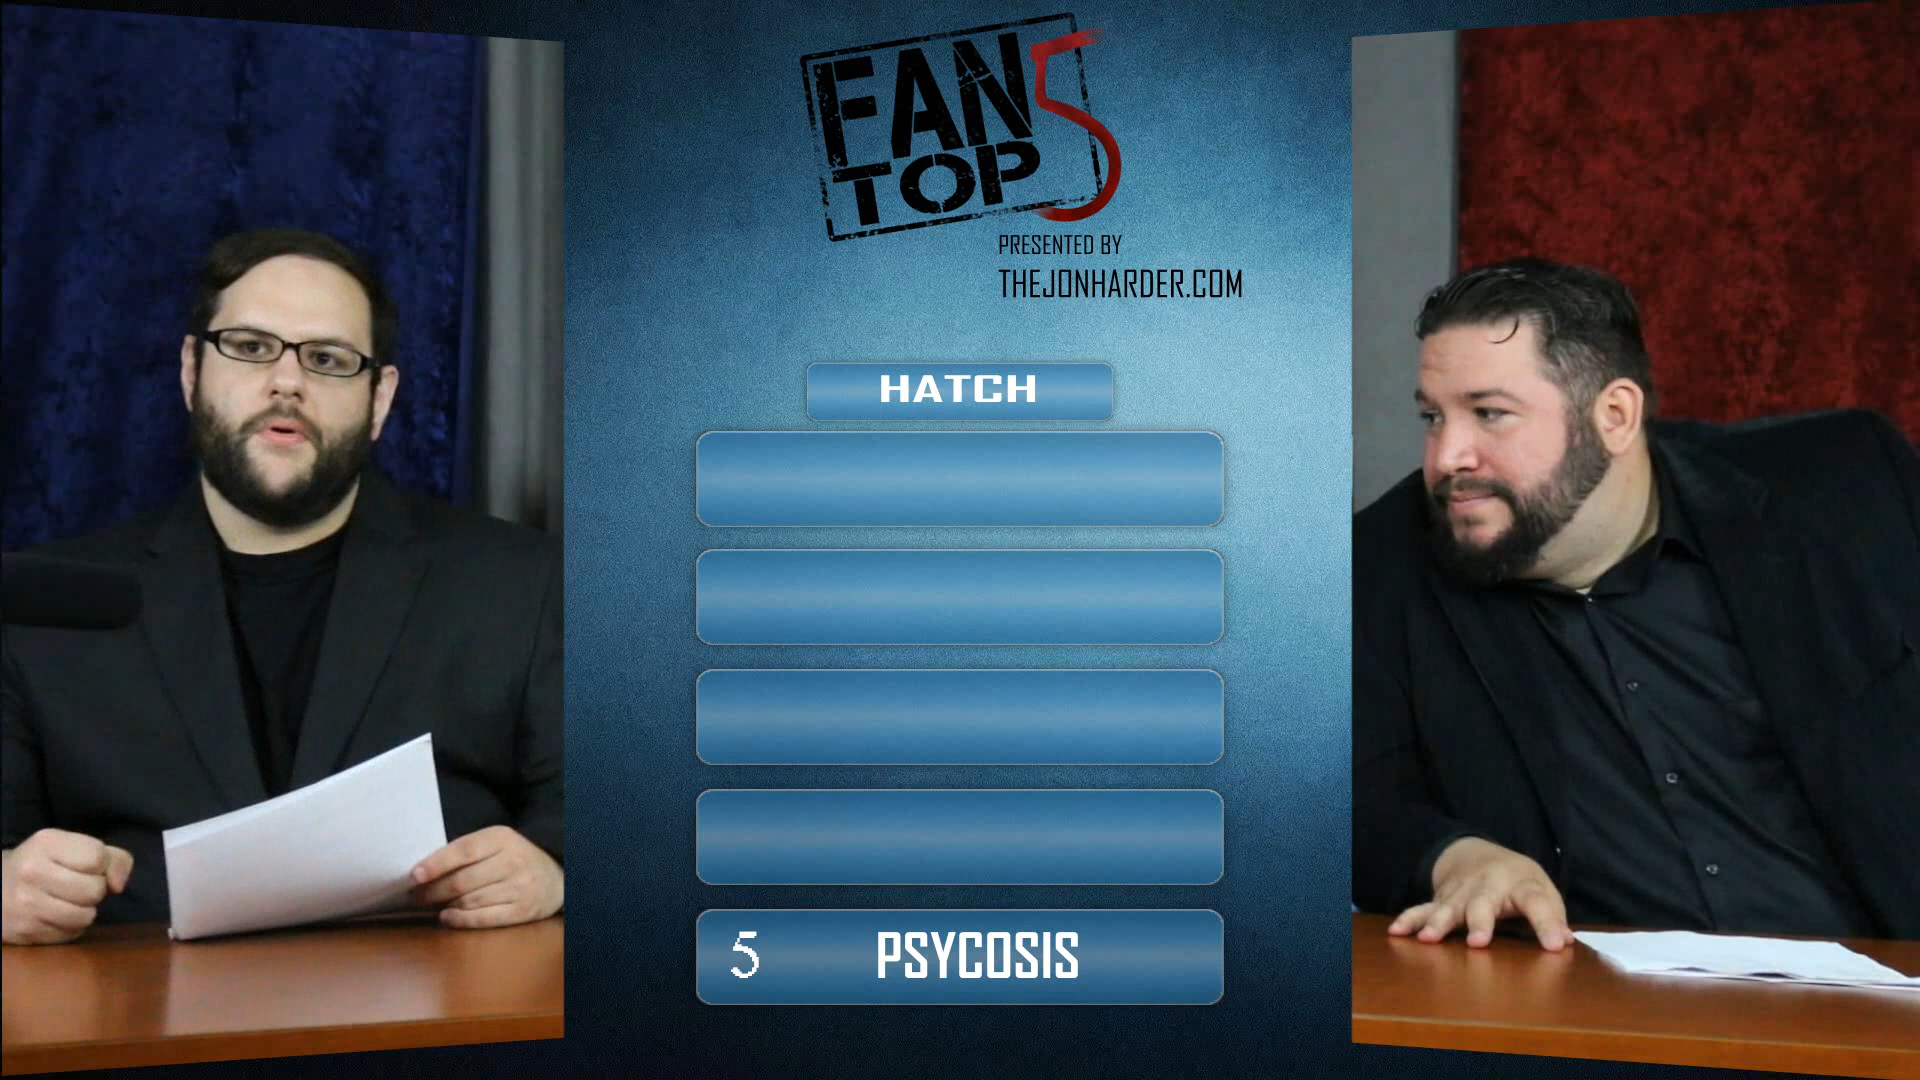 FAN 5
TOP
PRESENTED BY
THEJONHARDER.COM
HATCH
5 PSYCOSIS